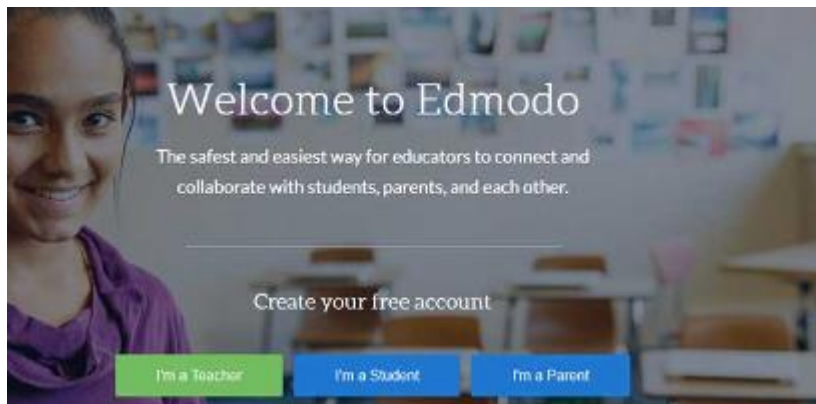 Welcome to Edmodo
The safest and easiest way for educators to connect and
collaborate with students, parents, and each other.
Create your free account
I'm a Teacher I'm a Student I'm a Parent